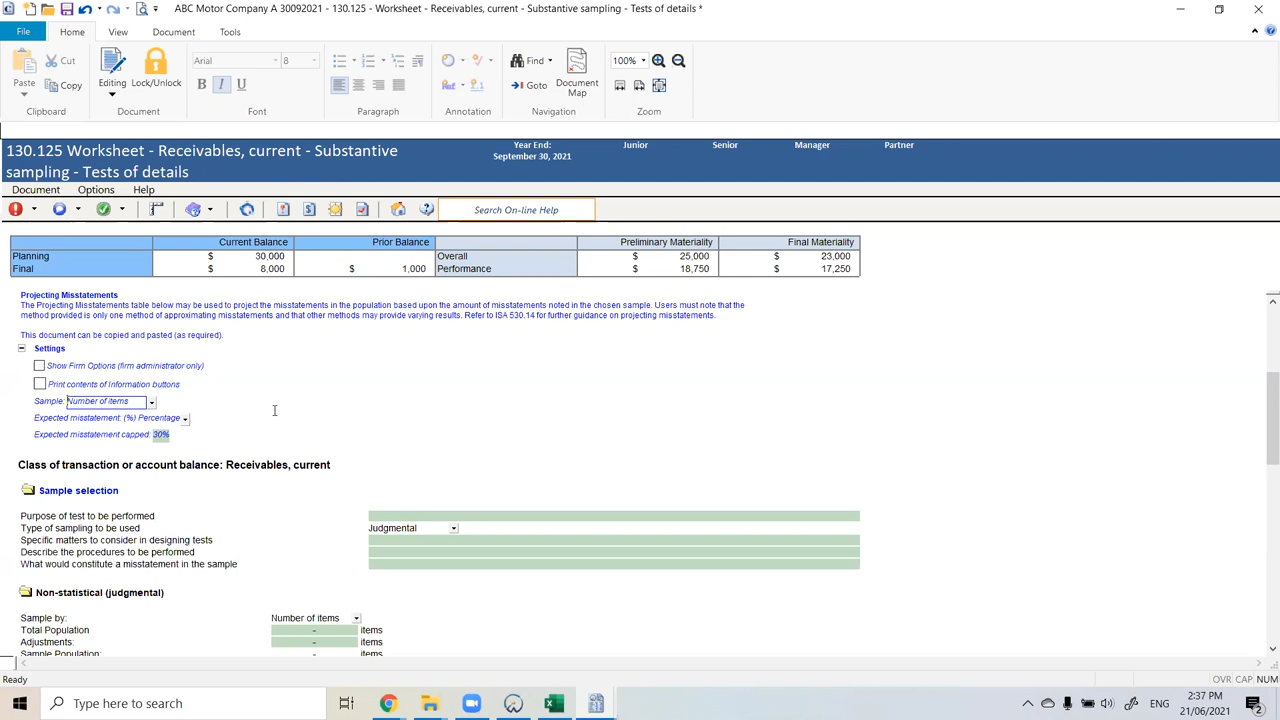 ABC Motor Company A 30092021 - 130.125 - Worksheet - Receivables, current - Substantive sampling - Tests of details *
File
Home
View
Document
Tools
Paste
Cut
Copy
Clipboard
Editing
Lock/Unlock
Document
Arial
8
B
I
U
Font
Paragraph
Ref
Annotation
Find
Goto
Document Map
Navigation
100%
Zoom
130.125 Worksheet - Receivables, current - Substantive
sampling - Tests of details
Year End:
September 30, 2021
Junior
Senior
Manager
Partner
Document Options Help
Search On-line Help
Current Balance Prior Balance Preliminary Materiality Final Materiality
Planning $ 30,000 Overall $ 25,000 $ 23,000
Final $ 8,000 $ 1,000 Performance $ 18,750 $ 17,250
Projecting Misstatements
The Projecting Misstatements table below may be used to project the misstatements in the population based upon the amount of misstatements noted in the chosen sample. Users must note that the
method provided is only one method of approximating misstatements and that other methods may provide varying results. Refer to ISA 530.14 for further guidance on projecting misstatements.
This document can be copied and pasted (as required).
Settings
Show Firm Options (firm administrator only)
Print contents of Information buttons
Sample: Number of items
Expected misstatement: (%) Percentage
Expected misstatement capped: 30%
Class of transaction or account balance: Receivables, current
Sample selection
Purpose of test to be performed
Type of sampling to be used Judgmental
Specific matters to consider in designing tests
Describe the procedures to be performed
What would constitute a misstatement in the sample
Non-statistical (judgmental)
Sample by: Number of items
Total Population - items
Adjustments: - items
Sample Population: - items
Ready
OVR CAP NUM
Type here to search
ENG
2:37 PM
21/06/2021
2